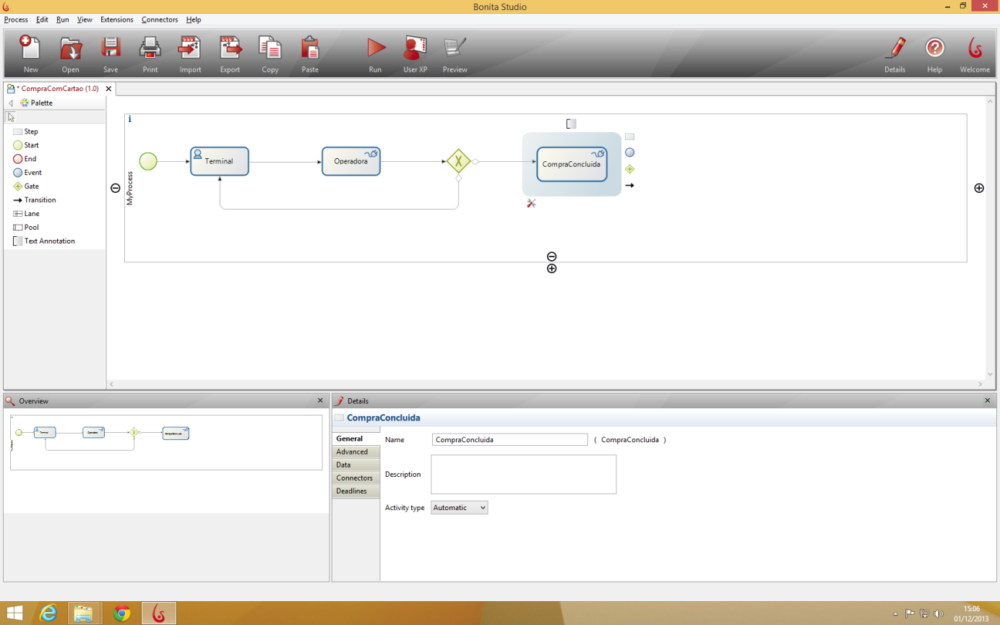 Bonita Studio
Process Edit Run View Extensions Connectors Help
New Open Save Print Import Export Copy Paste Run User XP Preview Details Help Welcome
* CompraComCartao (1.0)
Palette
Step
Start
End
Event
Gate
Transition
Lane
Pool
Text Annotation
MyProcess
Terminal
Operadora
CompraConcluida
Overview
Terminal
Operadora
CompraConcluida
Details
CompraConcluida
General
Advanced
Data
Connectors
Deadlines
Name CompraConcluida ( CompraConcluida )
Description
Activity type Automatic
15:06
01/12/2013